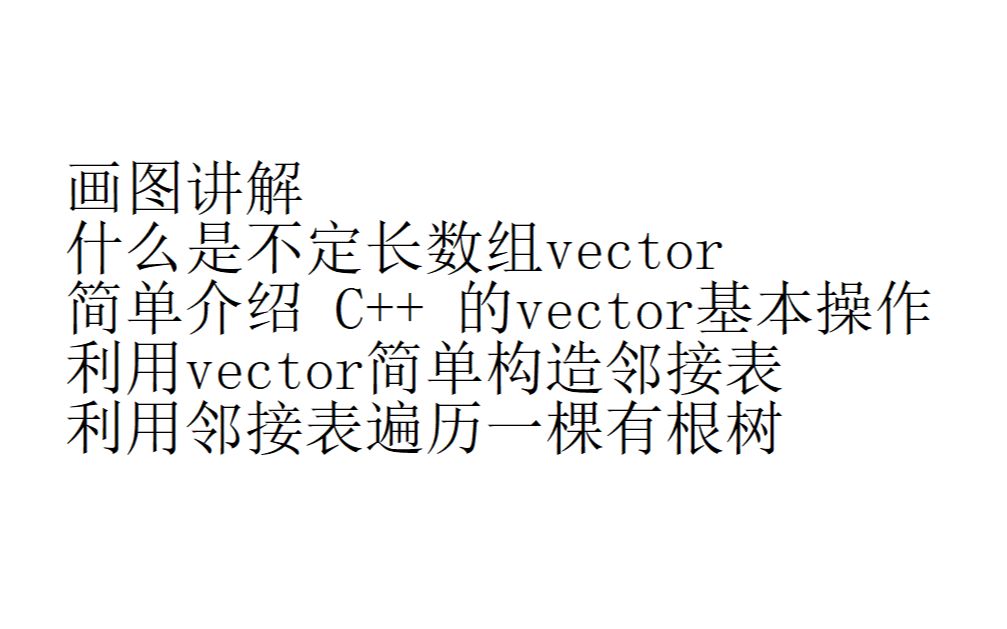 画图讲解
什么是不定长数组vector
简单介绍 C++ 的vector基本操作
利用vector简单构造邻接表
利用邻接表遍历一棵有根树